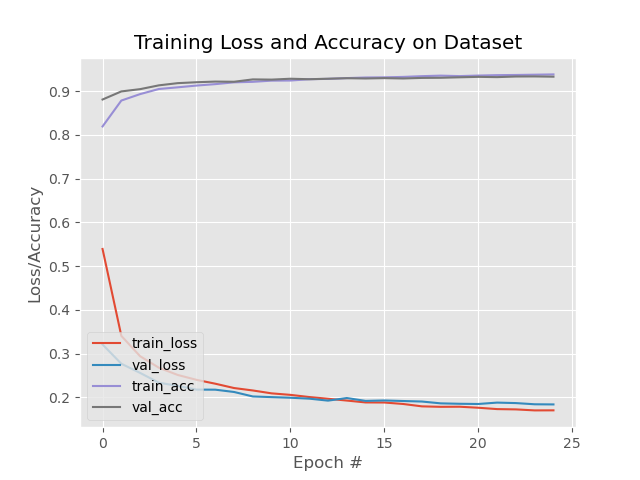 Training Loss and Accuracy on Dataset
Loss/Accuracy
0.9
0.8
0.7
0.6
0.5
0.4
0.3
0.2
train_loss
val_loss
train_acc
val_acc
0 5 10 15 20 25
Epoch #